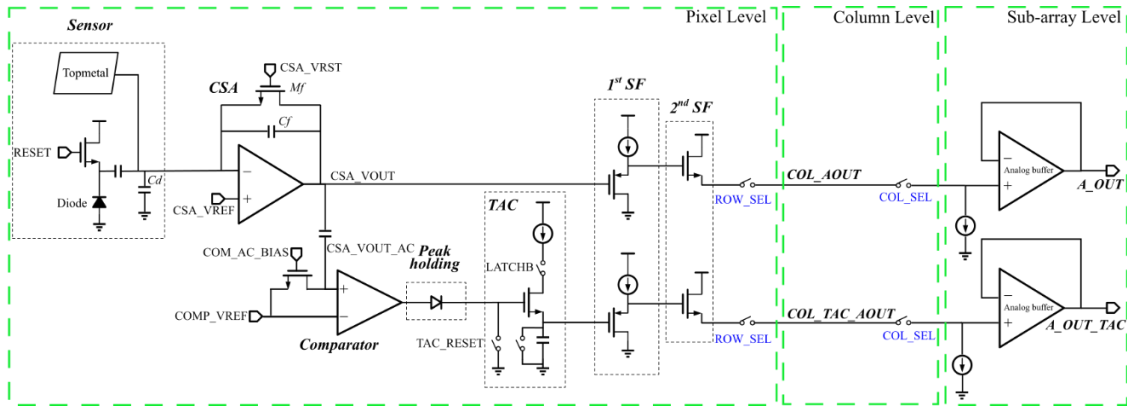 Pixel Level
Column Level
Sub-array Level
Sensor
Topmetal
RESET
Diode
Cd
CSA
CSA_VRST
Mf
Cf
CSA_VREF
CSA_VOUT
1st SF
2nd SF
COL_AOUT
ROW_SEL
COL_SEL
Analog buffer
A_OUT
CSA_VOUT_AC
COM_AC_BIAS
COMP_VREF
Comparator
Peak
holding
TAC
LATCHB
TAC_RESET
COL_TAC_AOUT
ROW_SEL
COL_SEL
Analog buffer
A_OUT_TAC